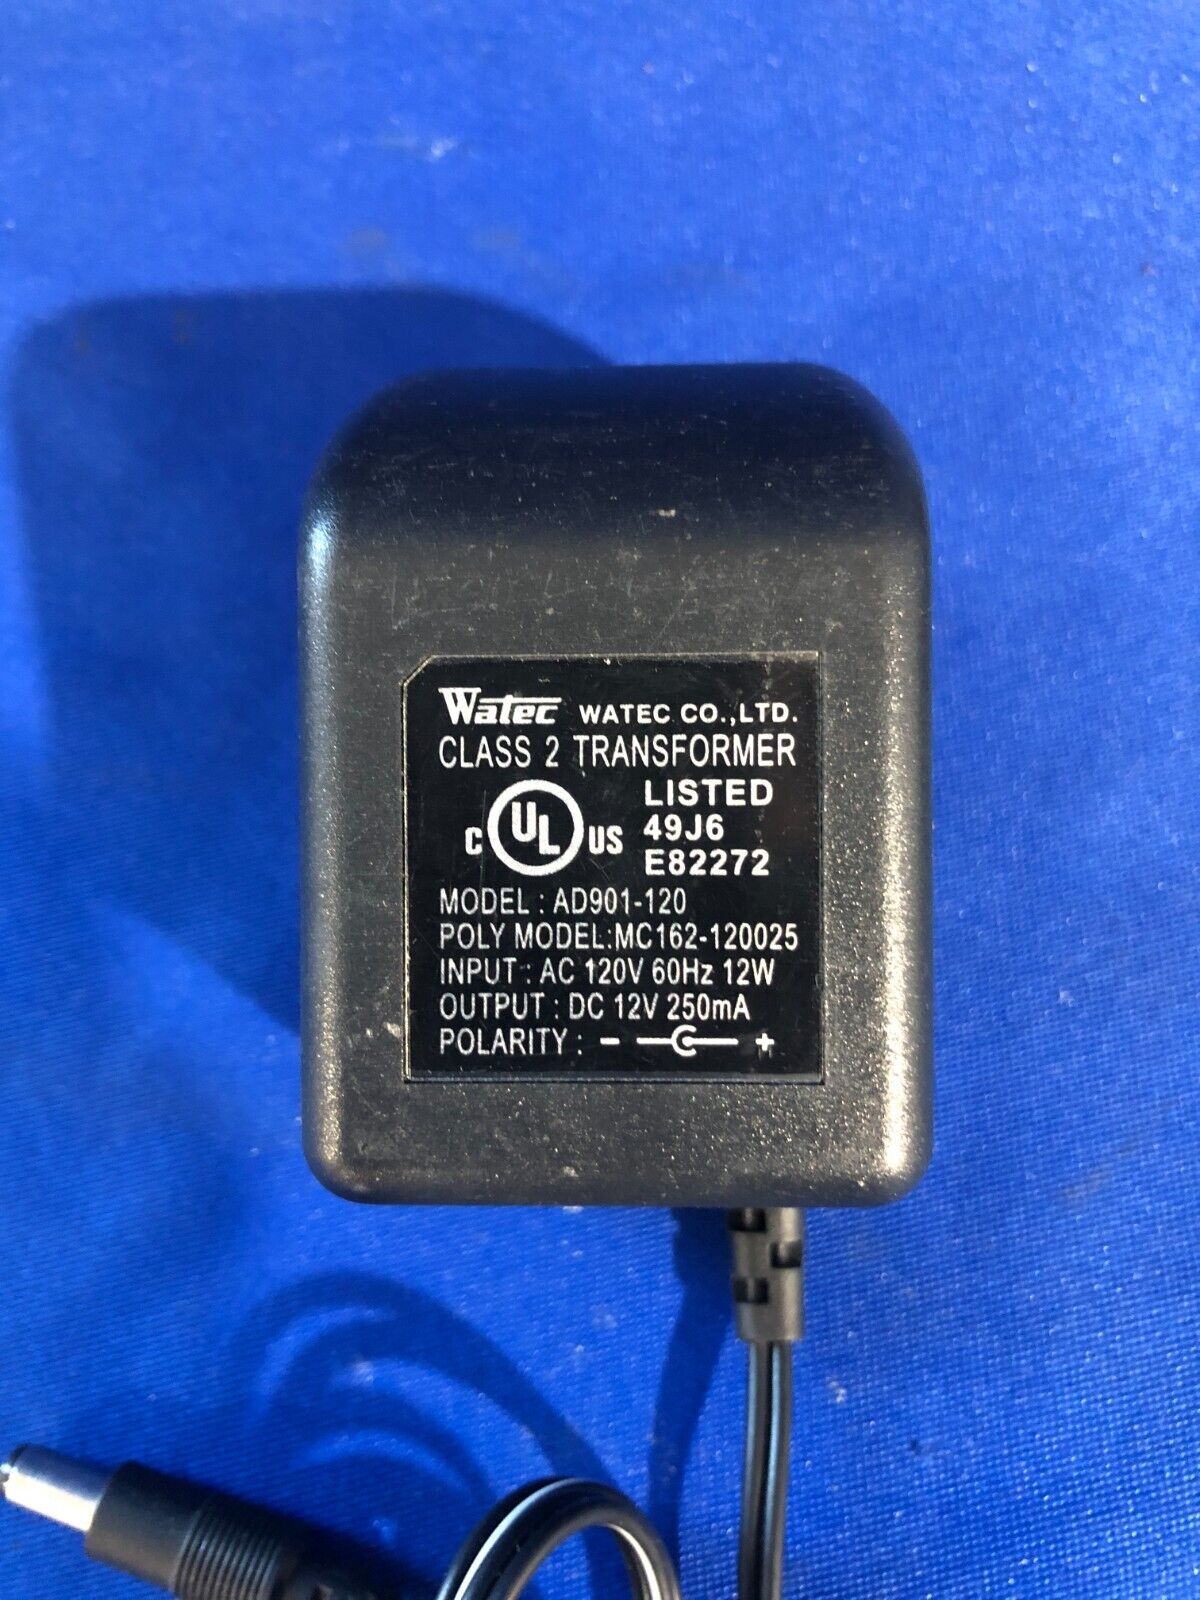 Watec WATEC CO.,LTD.
CLASS 2 TRANSFORMER
C UL US LISTED
49J6
E82272
MODEL : AD901-120
POLY MODEL:MC162-120025
INPUT : AC 120V 60Hz 12W
OUTPUT : DC 12V 250mA
POLARITY : - +